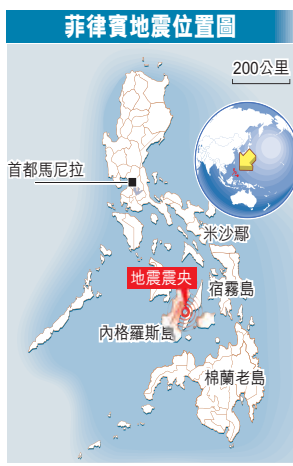 菲律賓地震位置圖
200公里
首都馬尼拉
米沙鄢
地震震央
宿霧島
內格羅斯島
棉蘭老島